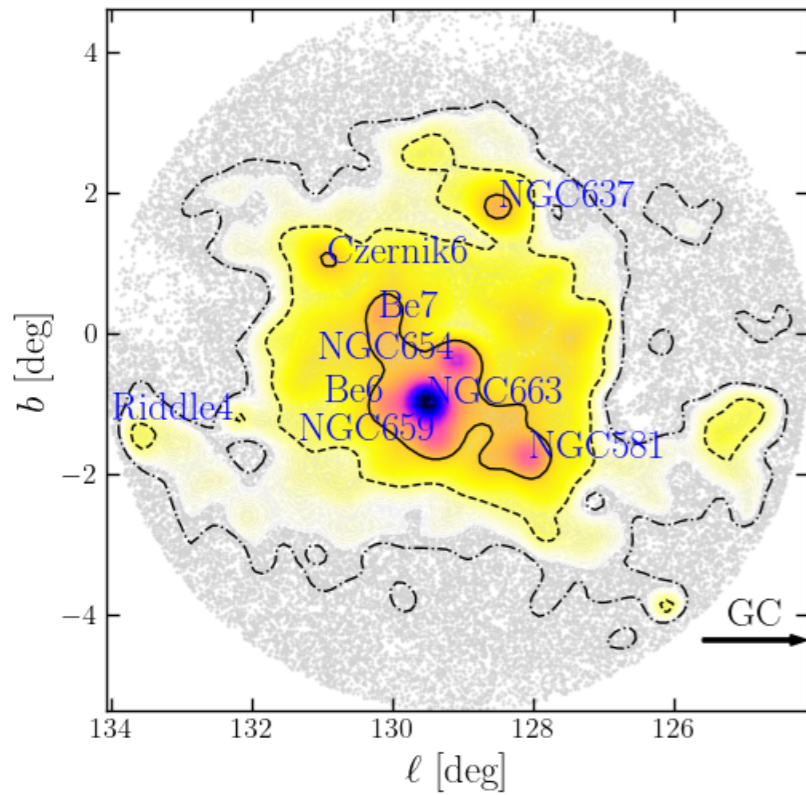 4
NGC637
2
Czernik6
Be7
0
NGC654
Be6 NGC663
Riddle4
NGC659
NGC581
−2
−4
GC
134 132 130 128 126
ℓ [deg]
b [deg]